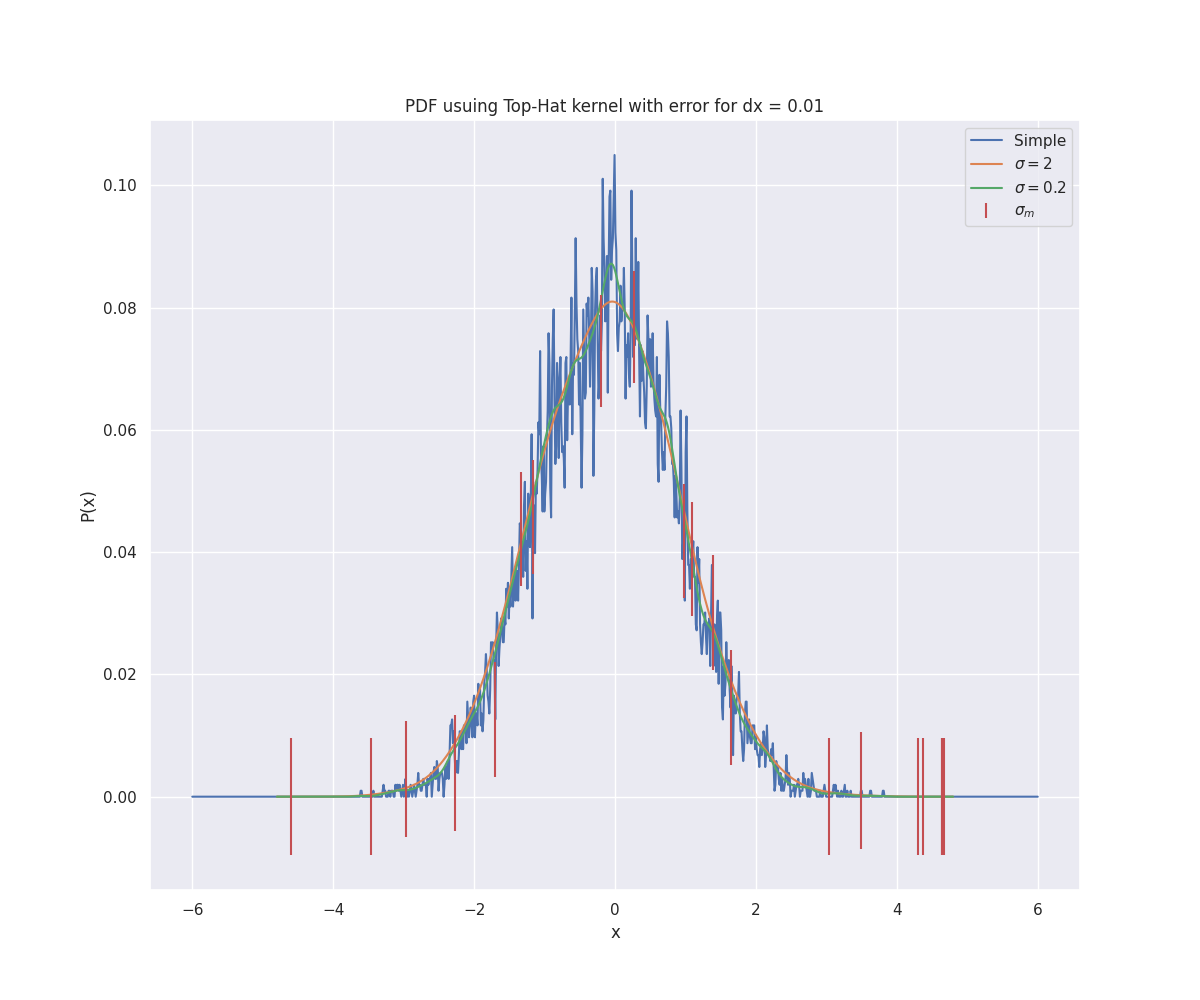 PDF usuing Top-Hat kernel with error for dx = 0.01
Simple
σ = 2
σ = 0.2
σm
0.10
0.08
0.06
0.04
0.02
0.00
P(x)
−6 −4 −2 0 2 4 6
x